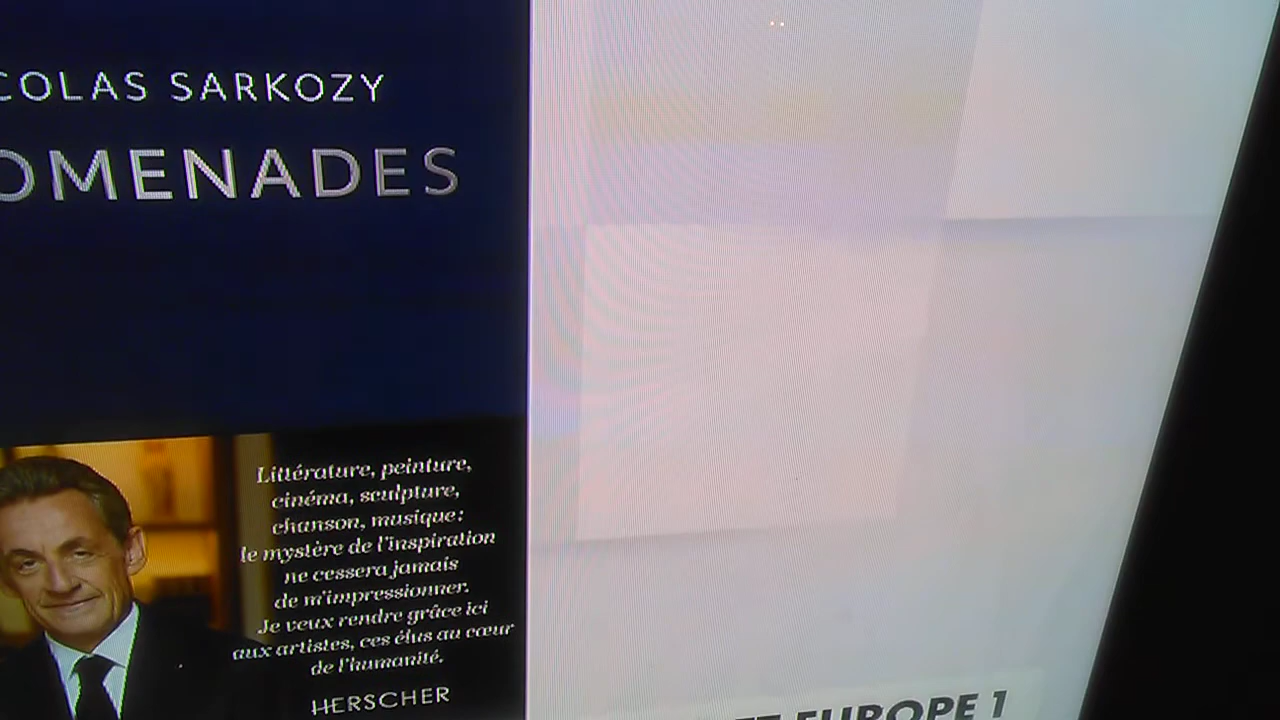 COLAS SARKOZY
OMENADES
Littérature, peinture,
cinéma, sculpture,
chanson, musique:
le mystère de l'inspiration
ne cessera jamais
de m'impressionner.
Je veux rendre grâce ici
aux artistes, ces élus au cœur
de l'humanité.
HERSCHER
ET EUROPE 1